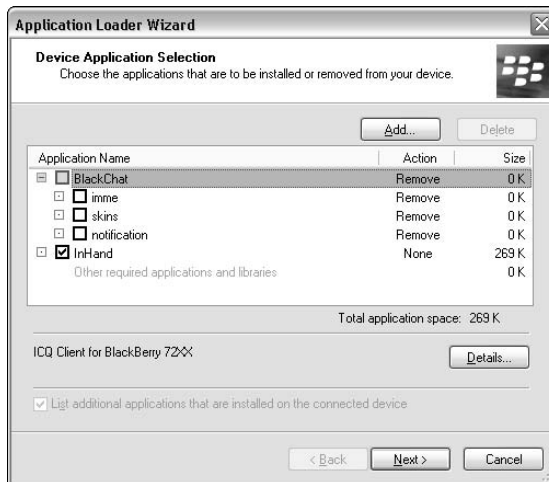 Application Loader Wizard
Device Application Selection
Choose the applications that are to be installed or removed from your device.
Add...
Delete
Application Name Action Size
BlackChat Remove 0 K
imme Remove 0 K
skins Remove 0 K
notification Remove 0 K
InHand None 269 K
Other required applications and libraries 0 K
Total application space: 269 K
ICQ Client for BlackBerry 72XX
Details...
List additional applications that are installed on the connected device
< Back
Next >
Cancel